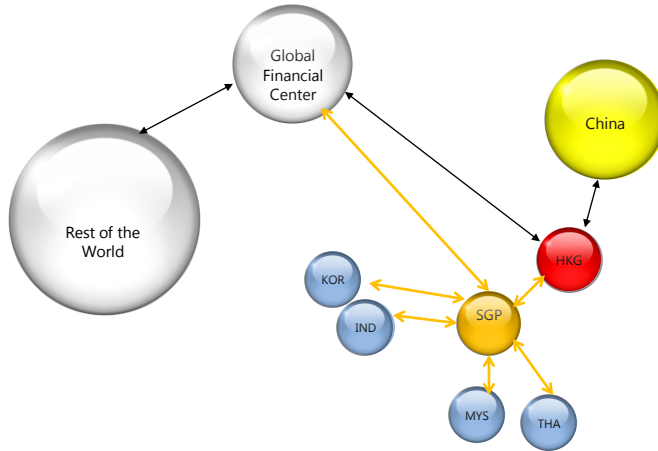 Global
Financial
Center
China
Rest of the
World
HKG
KOR
SGP
IND
MYS
THA